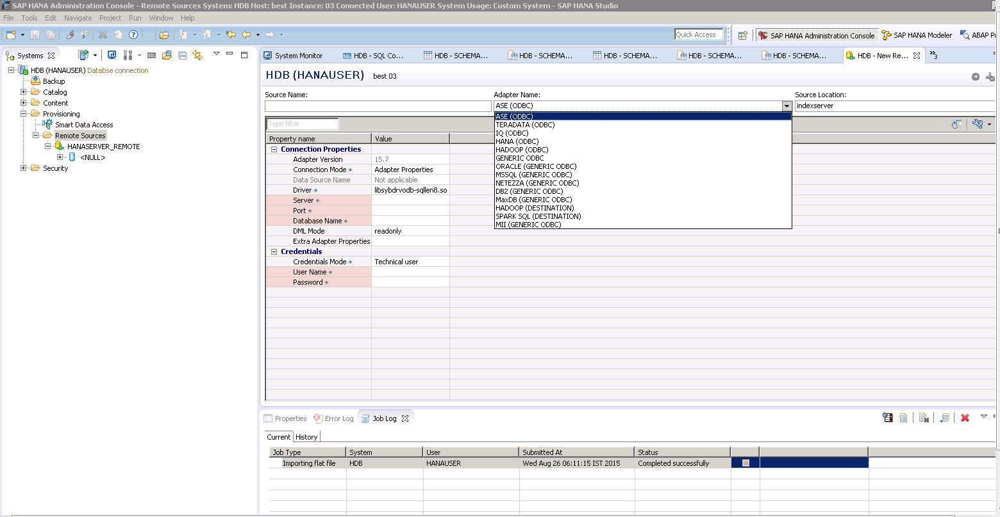 SAP HANA Administration Console - Remote Sources System: HDB Host: best Instance: 03 Connected User: HANAUSER System Usage: Custom System - SAP HANA Studio
File Tools Edit Navigate Project Run Window Help
Quick Access
SAP HANA Administration Console
SAP HANA Modeler
ABAP Pr
Systems
SQL
HDB (HANAUSER) Databse connection
Backup
Catalog
Content
Provisioning
Smart Data Access
Remote Sources
HANASERVER_REMOTE
<NULL>
Security
System Monitor
HDB - SQL Co...
HDB - SCHEMA...
HDB - SCHEMA...
HDB - SCHEMA...
HDB - SCHEMA...
HDB - SCHEMA...
HDB - New Re...
»3
HDB (HANAUSER) best 03
Source Name:
Adapter Name:
Source Location:
ASE (ODBC)
indexserver
ASE (ODBC)
TERADATA (ODBC)
IQ (ODBC)
HANA (ODBC)
HADOOP (ODBC)
GENERIC ODBC
ORACLE (GENERIC ODBC)
MSSQL (GENERIC ODBC)
NETEZZA (GENERIC ODBC)
DB2 (GENERIC ODBC)
MaxDB (GENERIC ODBC)
HADOOP (DESTINATION)
SPARK SQL (DESTINATION)
MII (GENERIC ODBC)
Type filter
Property name Value
Connection Properties
Adapter Version 15.7
Connection Mode * Adapter Properties
Data Source Name Not applicable
Driver * libsybdrvodb-sqllen8.so
Server *
Port *
Database Name *
DML Mode readonly
Extra Adapter Properties
Credentials
Credentials Mode * Technical user
User Name *
Password *
Properties Error Log Job Log
Current History
Job Type System User Submitted At Status
Importing flat file HDB HANAUSER Wed Aug 26 06:11:15 IST 2015 Completed successfully